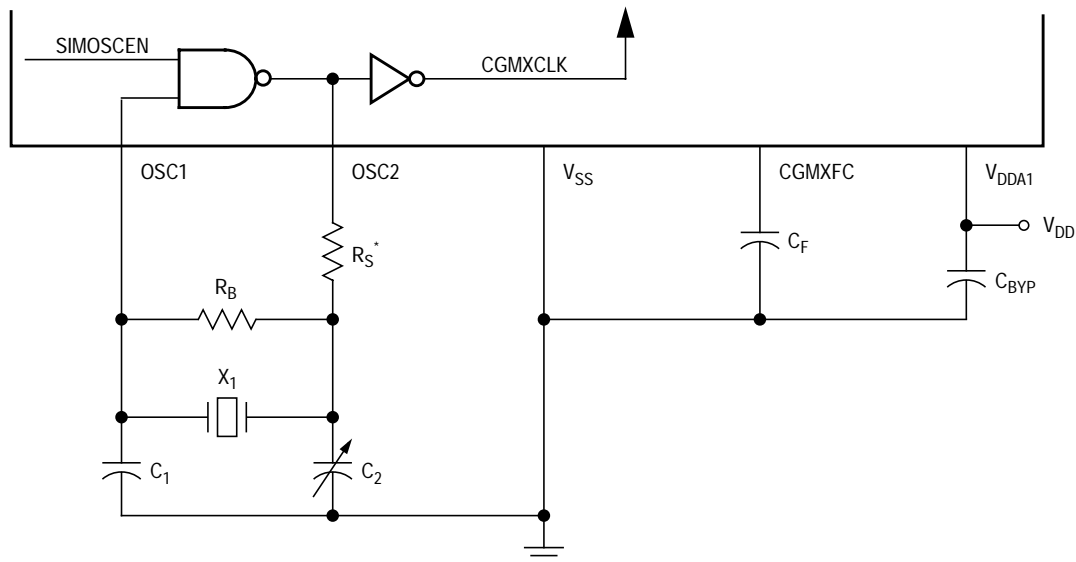 SIMOSCEN
CGMXCLK
OSC1 OSC2 VSS CGMXFC VDDA1
VDD
RS*
CF
CBYP
RB
X1
C1 C2